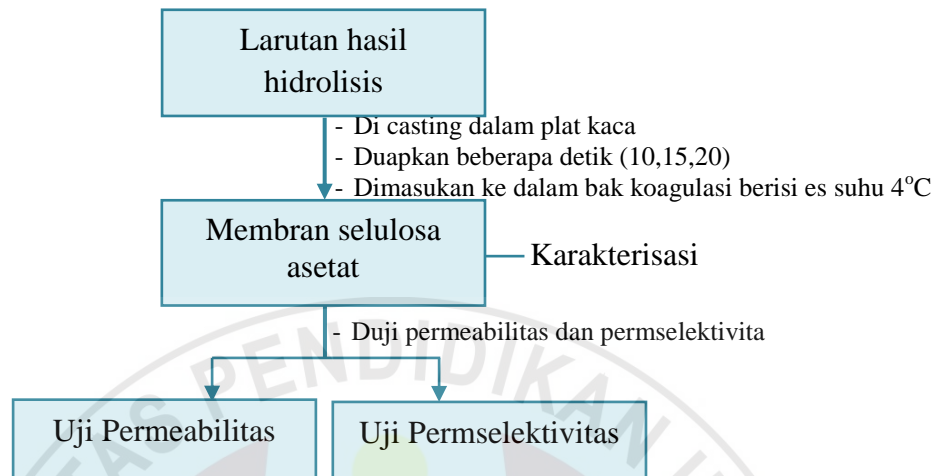 Larutan hasil
hidrolisis
- Di casting dalam plat kaca
- Duapkan beberapa detik (10,15,20)
- Dimasukan ke dalam bak koagulasi berisi es suhu 4°C
Membran selulosa
asetat
Karakterisasi
- Duji permeabilitas dan permselektivita
Uji Permeabilitas
Uji Permselektivitas